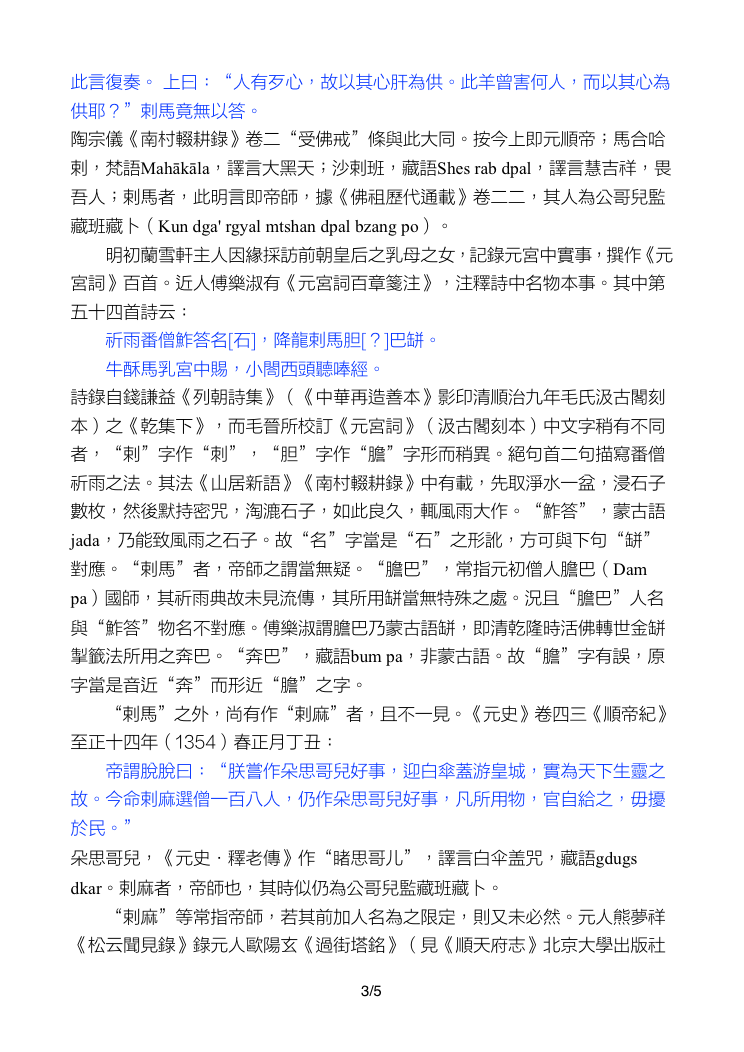 此言復奏。 上曰：“人有歹心，故以其心肝為供。此羊曾害何人，而以其心為
供耶？”剌馬竟無以答。
陶宗儀《南村輟耕錄》卷二“受佛戒”條與此大同。按今上即元順帝；馬合哈
剌，梵語Mahākāla，譯言大黑天；沙剌班，藏語Shes rab dpal，譯言慧吉祥，畏
吾人；剌馬者，此明言即帝師，據《佛祖歷代通載》卷二二，其人為公哥兒監
藏班藏卜（Kun dga' rgyal mtshan dpal bzang po）。
明初蘭雪軒主人因緣採訪前朝皇后之乳母之女，記錄元宮中實事，撰作《元
宮詞》百首。近人傅樂淑有《元宮詞百章箋注》，注釋詩中名物本事。其中第
五十四首詩云：
祈雨番僧鮓答名[石]，降龍剌馬胆[？]巴缾。
牛酥馬乳宮中賜，小閣西頭聽唪經。
詩錄自錢謙益《列朝詩集》（《中華再造善本》影印清順治九年毛氏汲古閣刻
本）之《乾集下》，而毛晉所校訂《元宮詞》（汲古閣刻本）中文字稍有不同
者，“剌”字作“刺”，“胆”字作“膽”字形而稍異。絕句首二句描寫番僧
祈雨之法。其法《山居新語》《南村輟耕錄》中有載，先取淨水一盆，浸石子
數枚，然後默持密咒，淘漉石子，如此良久，輒風雨大作。“鮓答”，蒙古語
jada，乃能致風雨之石子。故“名”字當是“石”之形訛，方可與下句“缾”
對應。“剌馬”者，帝師之謂當無疑。“膽巴”，常指元初僧人膽巴（Dam
pa）國師，其祈雨典故未見流傳，其所用缾當無特殊之處。況且“膽巴”人名
與“鮓答”物名不對應。傅樂淑謂膽巴乃蒙古語缾，即清乾隆時活佛轉世金缾
掣籤法所用之奔巴。“奔巴”，藏語bum pa，非蒙古語。故“膽”字有誤，原
字當是音近“奔”而形近“膽”之字。
“剌馬”之外，尚有作“剌麻”者，且不一見。《元史》卷四三《順帝紀》
至正十四年（1354）春正月丁丑：
帝謂脫脫曰：“朕嘗作朵思哥兒好事，迎白傘蓋游皇城，實為天下生靈之
故。今命剌麻選僧一百八人，仍作朵思哥兒好事，凡所用物，官自給之，毋擾
於民。”
朵思哥兒，《元史．釋老傳》作“睹思哥儿”，譯言白伞盖咒，藏語gdugs
dkar。剌麻者，帝師也，其時似仍為公哥兒監藏班藏卜。
“剌麻”等常指帝師，若其前加人名為之限定，則又未必然。元人熊夢祥
《松云聞見錄》錄元人歐陽玄《過街塔銘》（見《順天府志》北京大學出版社
3/5